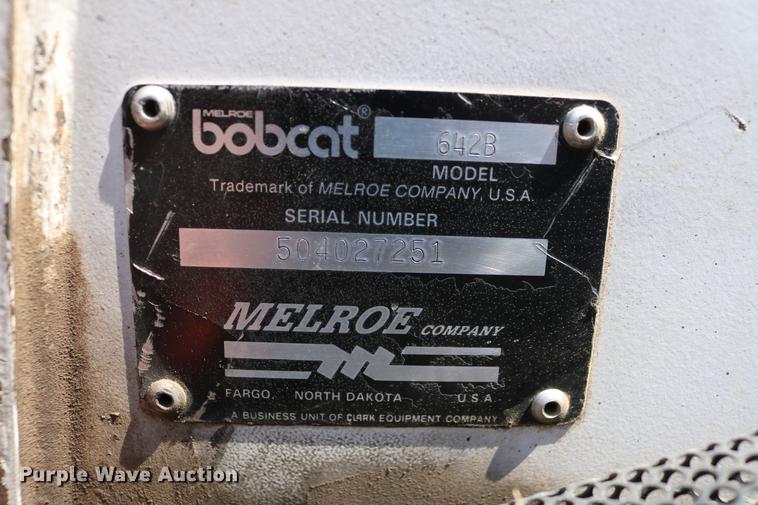 MELROE
bobcat® 642B
MODEL
Trademark of MELROE COMPANY, U.S.A.
SERIAL NUMBER
504027251
MELROE COMPANY
FARGO, NORTH DAKOTA U.S.A.
A BUSINESS UNIT OF CLARK EQUIPMENT COMPANY
Purple Wave Auction